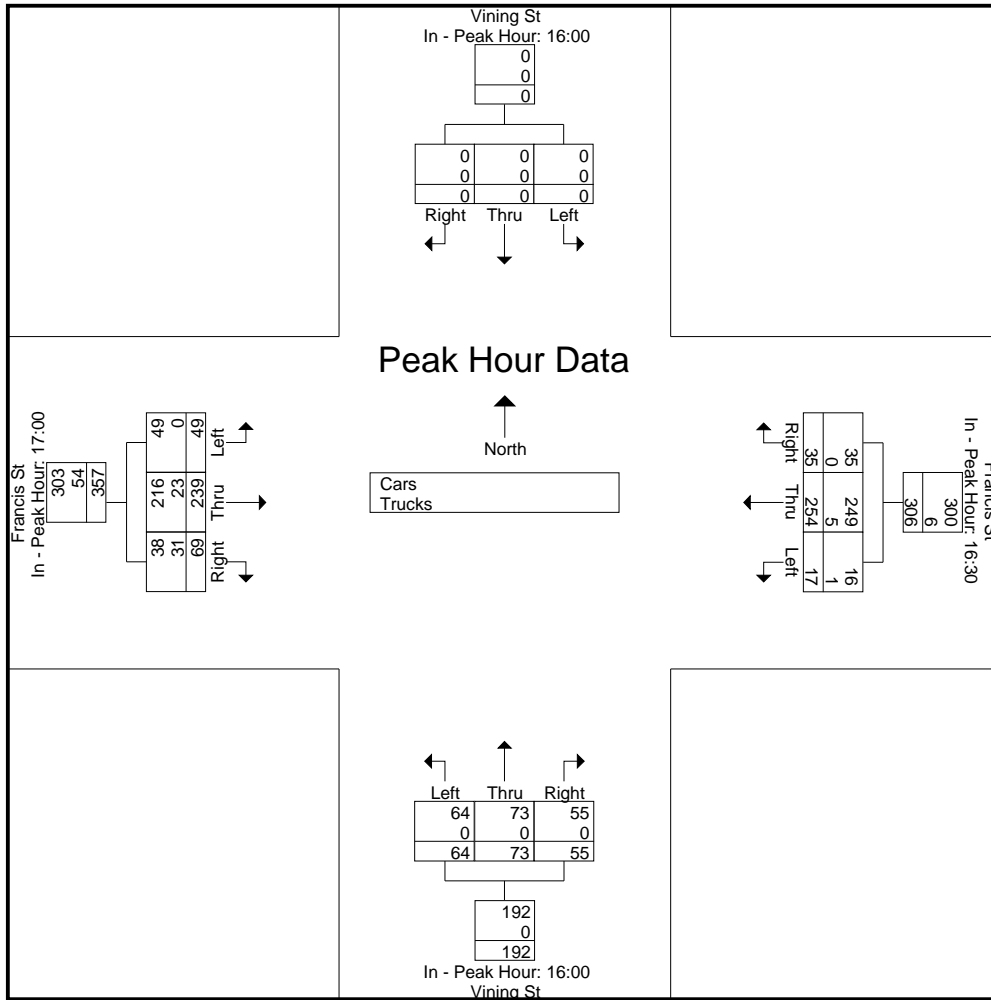 Vining St
In - Peak Hour: 16:00
0
0
0
0 0 0
0 0 0
0 0 0
Right Thru Left
Peak Hour Data
North
Cars
Trucks
Francis St
In - Peak Hour: 17:00
303
54
357
49 0 49
216 23 239
38 31 69
Left
Thru
Right
Right
Thru
Left
35 0 35
249 5 254
16 1 17
300
6
306
In - Peak Hour: 16:30
Francis St
Left Thru Right
64 73 55
0 0 0
64 73 55
192
0
192
In - Peak Hour: 16:00
Vining St